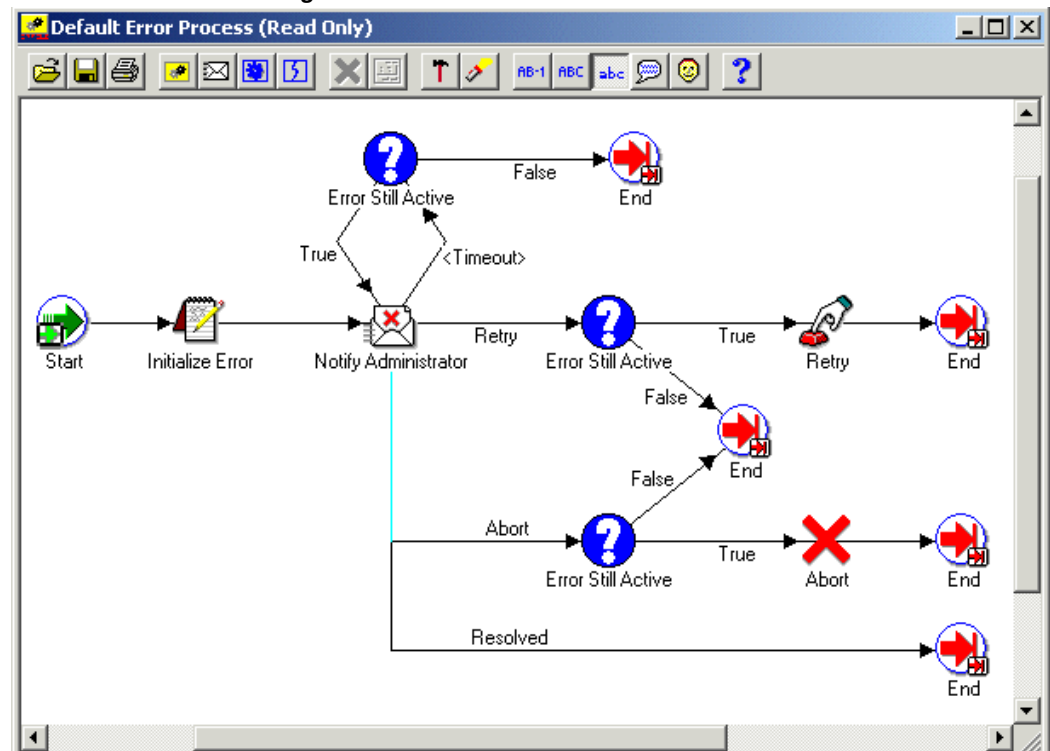 Default Error Process (Read Only)
AB-1 ABC abc ?
? False End
Error Still Active
True <Timeout>
Start Initialize Error Notify Administrator Retry ? Error Still Active True Retry End
False
End
False
Abort ? True Abort End
Error Still Active
Resolved End